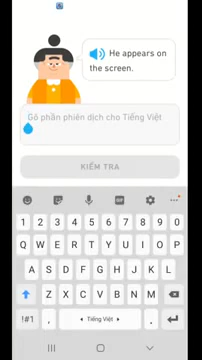 He appears on
the screen.
Gõ phần phiên dịch cho Tiếng Việt
KIỂM TRA
GIF
1 2 3 4 5 6 7 8 9 0
Q W E R T Y U I O P
A S D F G H J K L
Z X C V B N M
!#1 , Tiếng Việt .